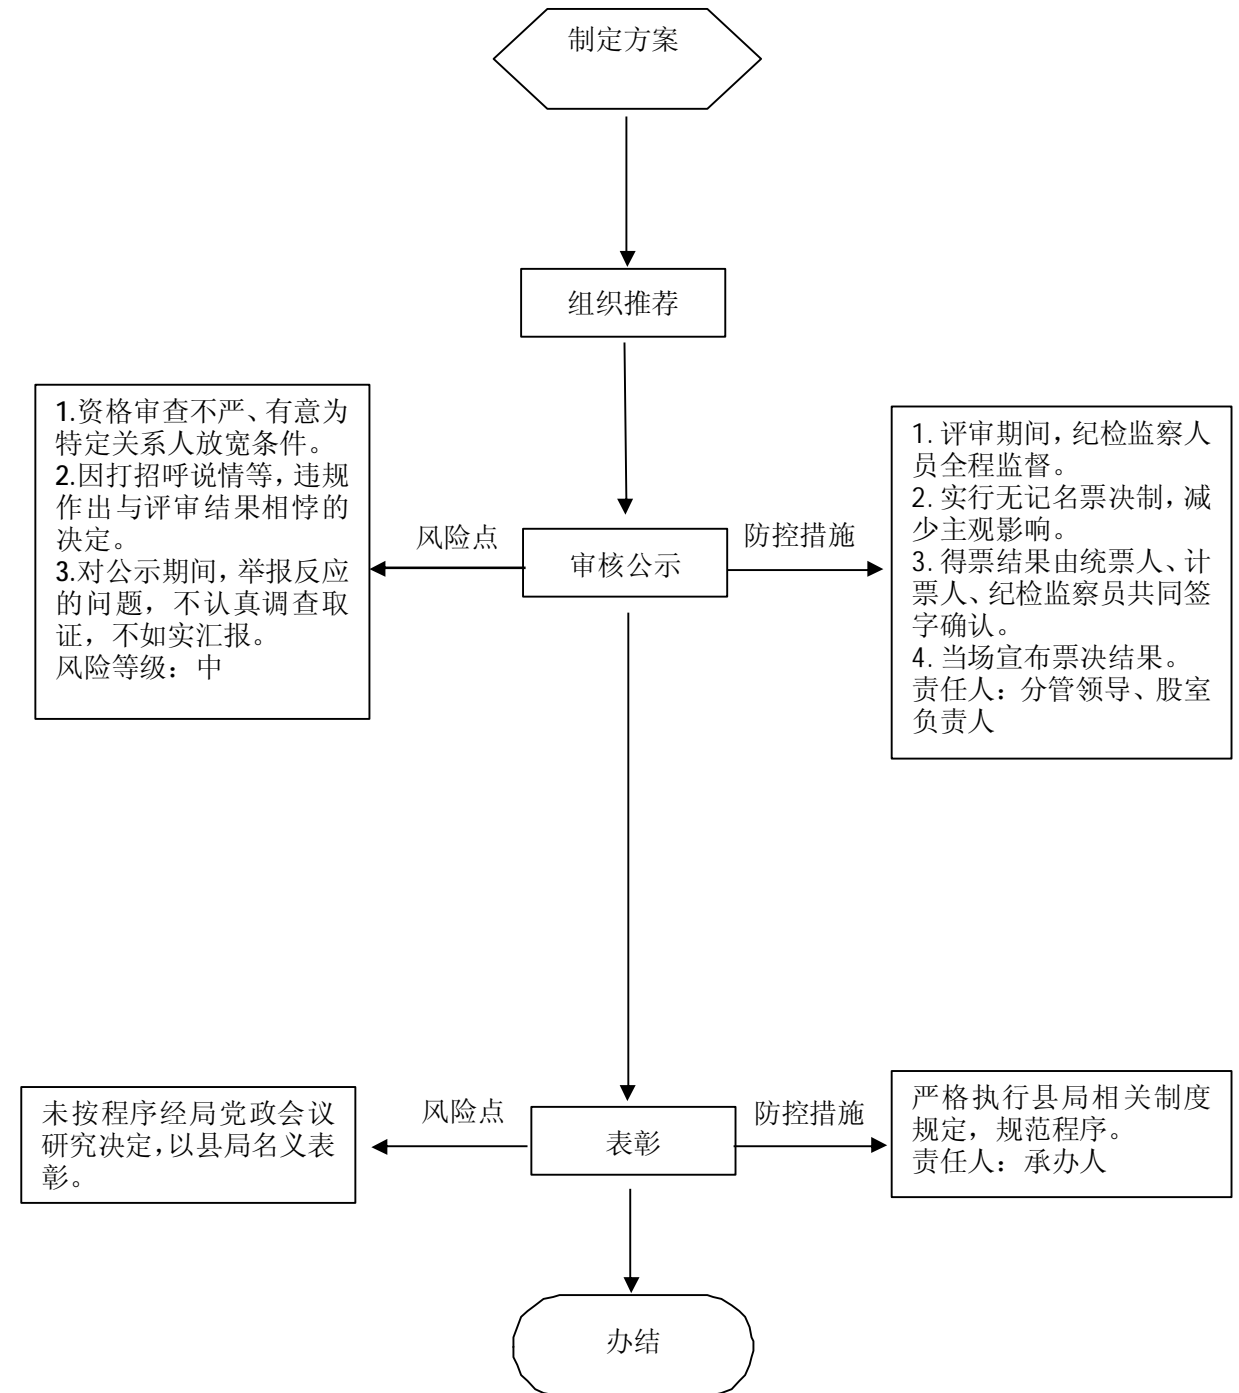 制定方案
组织推荐
1.资格审查不严、有意为
特定关系人放宽条件。
2.因打招呼说情等，违规
作出与评审结果相悖的
决定。
3.对公示期间，举报反应
的问题，不认真调查取
证，不如实汇报。
风险等级：中
风险点
审核公示
防控措施
1.评审期间，纪检监察人
员全程监督。
2.实行无记名票决制，减
少主观影响。
3.得票结果由统票人、计
票人、纪检监察员共同签
字确认。
4.当场宣布票决结果。
责任人：分管领导、股室
负责人
未按程序经局党政会议
研究决定，以县局名义表
彰。
风险点
表彰
防控措施
严格执行县局相关制度
规定，规范程序。
责任人：承办人
办结